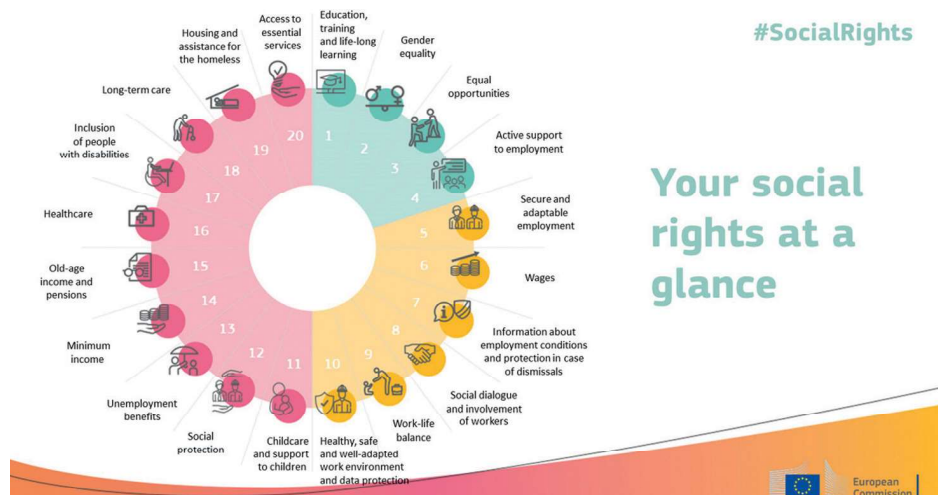 #SocialRights
Your social
rights at a
glance
Education,
training
and life-long
learning
1
Gender
equality
2
Equal
opportunities
3
Active support
to employment
4
Secure and
adaptable
employment
5
Wages
6
Information about
employment conditions
and protection in case
of dismissals
7
Social dialogue
and involvement
of workers
8
Work-life
balance
9
Healthy, safe
and well-adapted
work environment
and data protection
10
Childcare
and support
to children
11
Social
protection
12
Unemployment
benefits
13
Minimum
income
14
Old-age
income and
pensions
15
Healthcare
16
Inclusion
of people
with disabilities
17
Long-term care
18
Housing and
assistance for
the homeless
19
Access to
essential
services
20
European
Commission